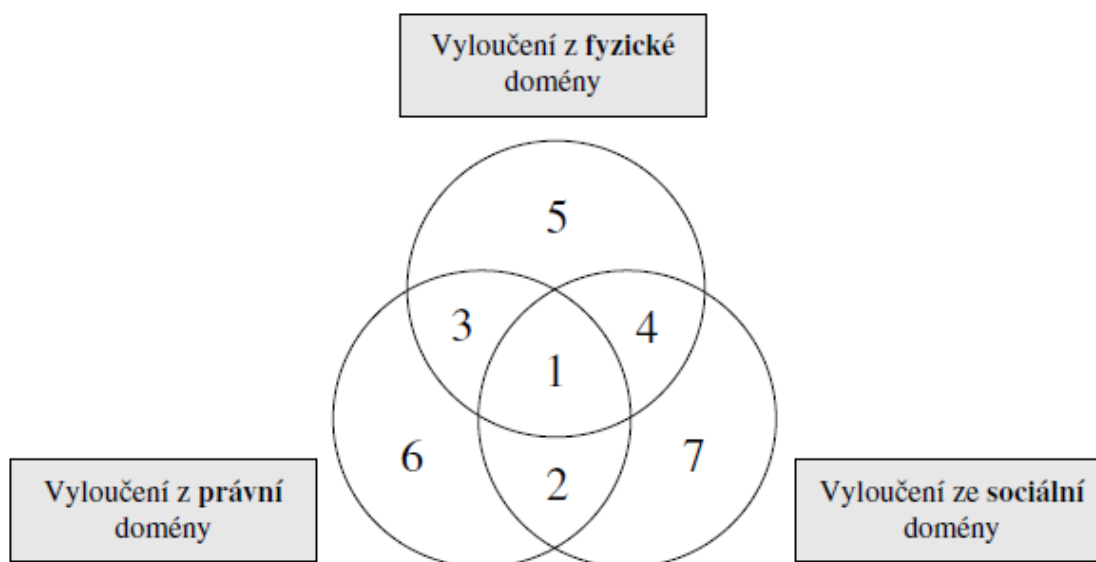 Vyloučení z fyzické
domény
5
3
4
1
6
2
7
Vyloučení z právní
domény
Vyloučení ze sociální
domény